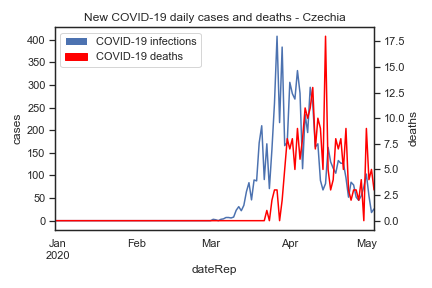 New COVID-19 daily cases and deaths - Czechia
COVID-19 infections
COVID-19 deaths
cases
400
350
300
250
200
150
100
50
0
deaths
17.5
15.0
12.5
10.0
7.5
5.0
2.5
0.0
Jan Feb Mar Apr May
2020
dateRep